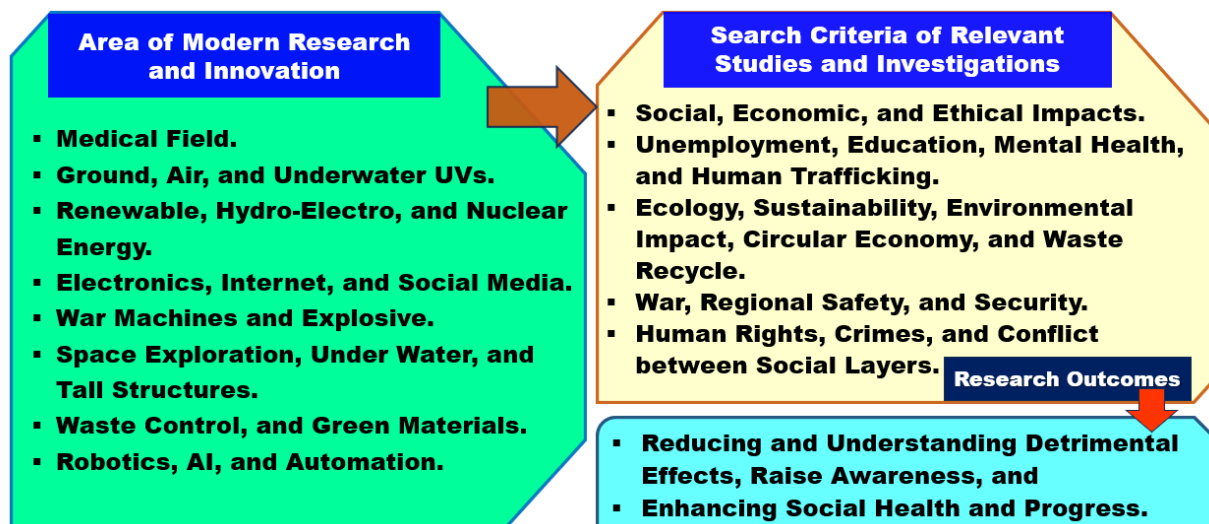 Area of Modern Research
and Innovation
▪ Medical Field.
▪ Ground, Air, and Underwater UVs.
▪ Renewable, Hydro-Electro, and Nuclear
Energy.
▪ Electronics, Internet, and Social Media.
▪ War Machines and Explosive.
▪ Space Exploration, Under Water, and
Tall Structures.
▪ Waste Control, and Green Materials.
▪ Robotics, AI, and Automation.
Search Criteria of Relevant
Studies and Investigations
▪ Social, Economic, and Ethical Impacts.
▪ Unemployment, Education, Mental Health,
and Human Trafficking.
▪ Ecology, Sustainability, Environmental
Impact, Circular Economy, and Waste
Recycle.
▪ War, Regional Safety, and Security.
▪ Human Rights, Crimes, and Conflict
between Social Layers.
Research Outcomes
▪ Reducing and Understanding Detrimental
Effects, Raise Awareness, and
▪ Enhancing Social Health and Progress.